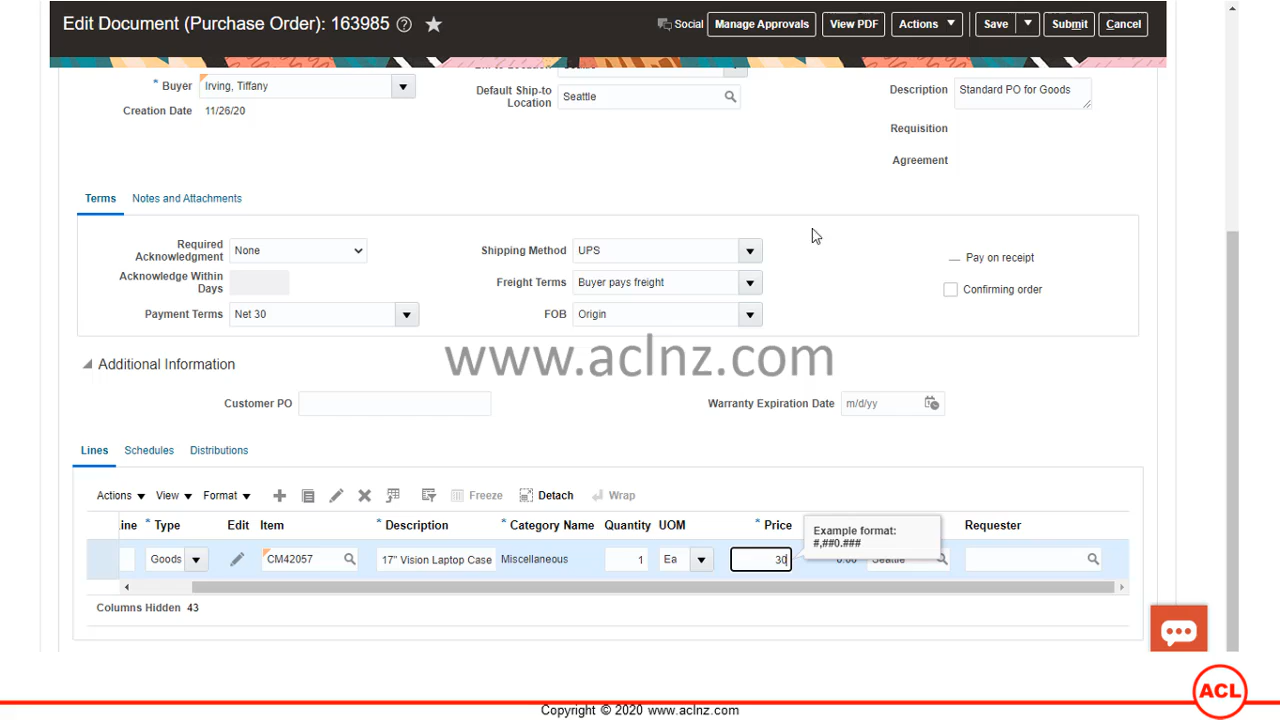 Edit Document (Purchase Order): 163985 ? Social Manage Approvals View PDF Actions Save Submit Cancel
* Buyer Irving, Tiffany
Default Ship-to Location Seattle
Description Standard PO for Goods
Creation Date 11/26/20
Requisition
Agreement
Terms Notes and Attachments
Required Acknowledgment None
Shipping Method UPS
Pay on receipt
Acknowledge Within Days
Freight Terms Buyer pays freight
Confirming order
Payment Terms Net 30
FOB Origin
www.aclnz.com
Additional Information
Customer PO
Warranty Expiration Date m/d/yy
Lines Schedules Distributions
Actions View Format Freeze Detach Wrap
ine * Type Edit Item * Description * Category Name Quantity UOM * Price Requester
Example format:
#,##0.###
Goods CM42057 17" Vision Laptop Case Miscellaneous 1 Ea 30 0.00 Seattle
Columns Hidden 43
ACL
Copyright © 2020 www.aclnz.com